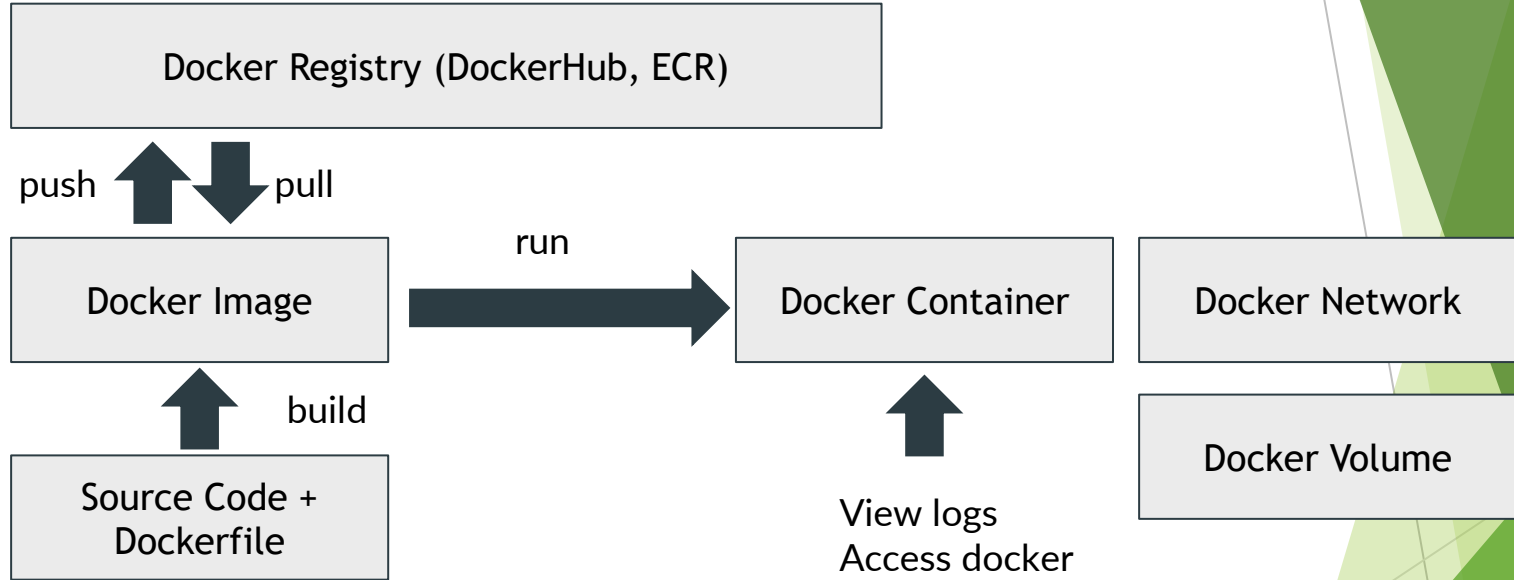 Docker Registry (DockerHub, ECR)
push
pull
run
Docker Image
Docker Container
Docker Network
build
Docker Volume
Source Code +
Dockerfile
View logs
Access docker